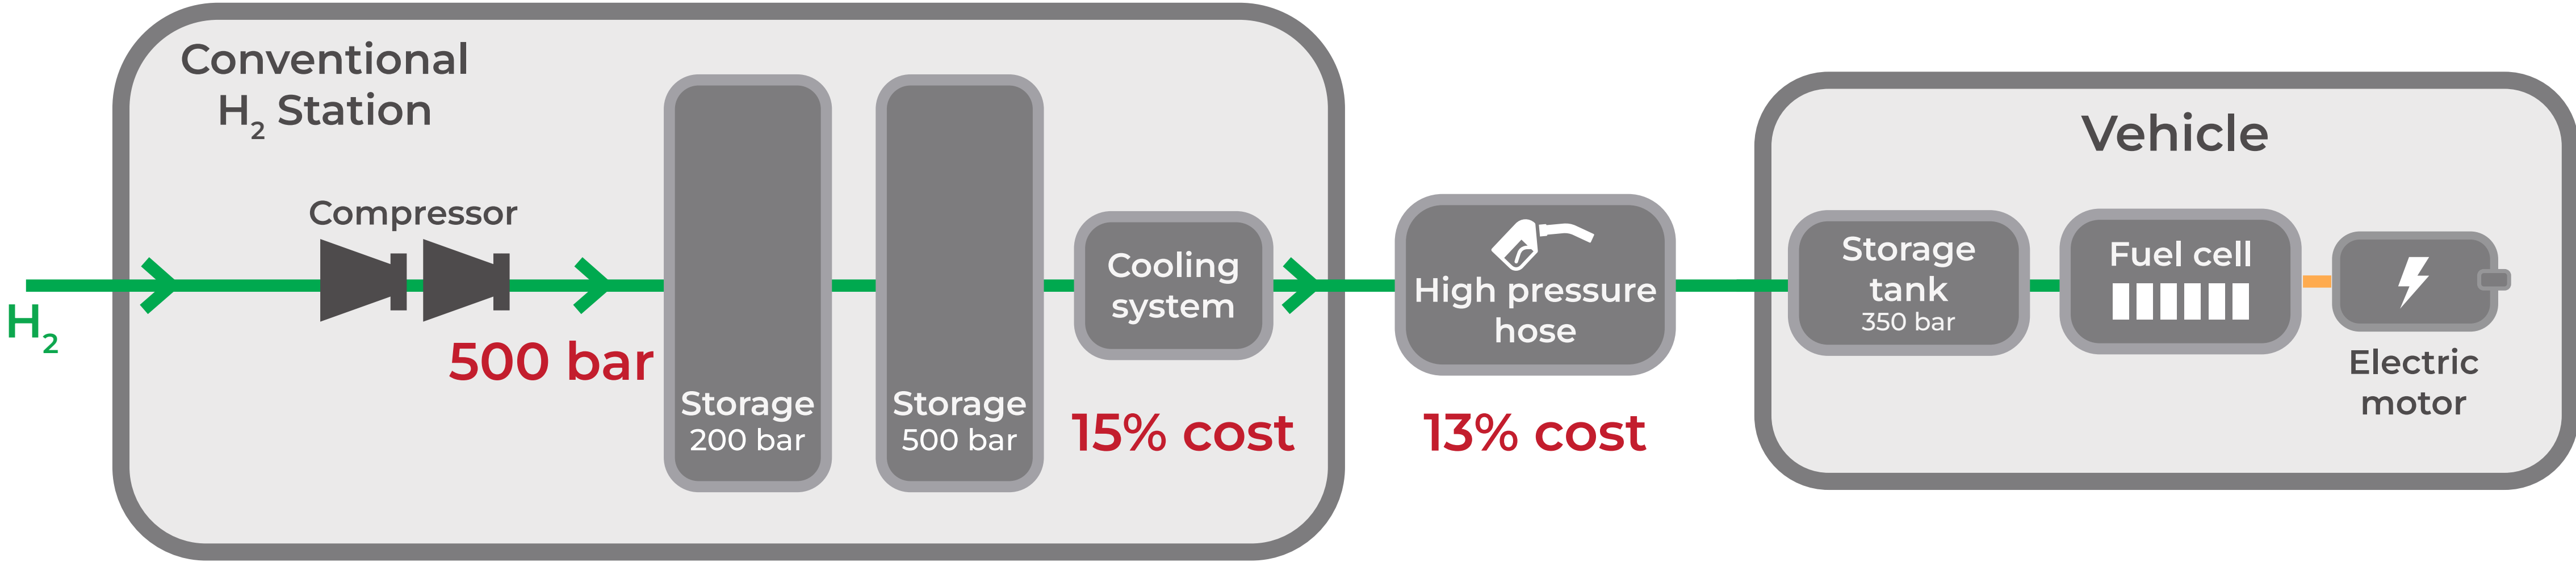 Conventional
H₂ Station
Compressor
H₂
500 bar
Storage
200 bar
Storage
500 bar
Cooling
system
15% cost
High pressure
hose
13% cost
Vehicle
Storage
tank
350 bar
Fuel cell
Electric
motor